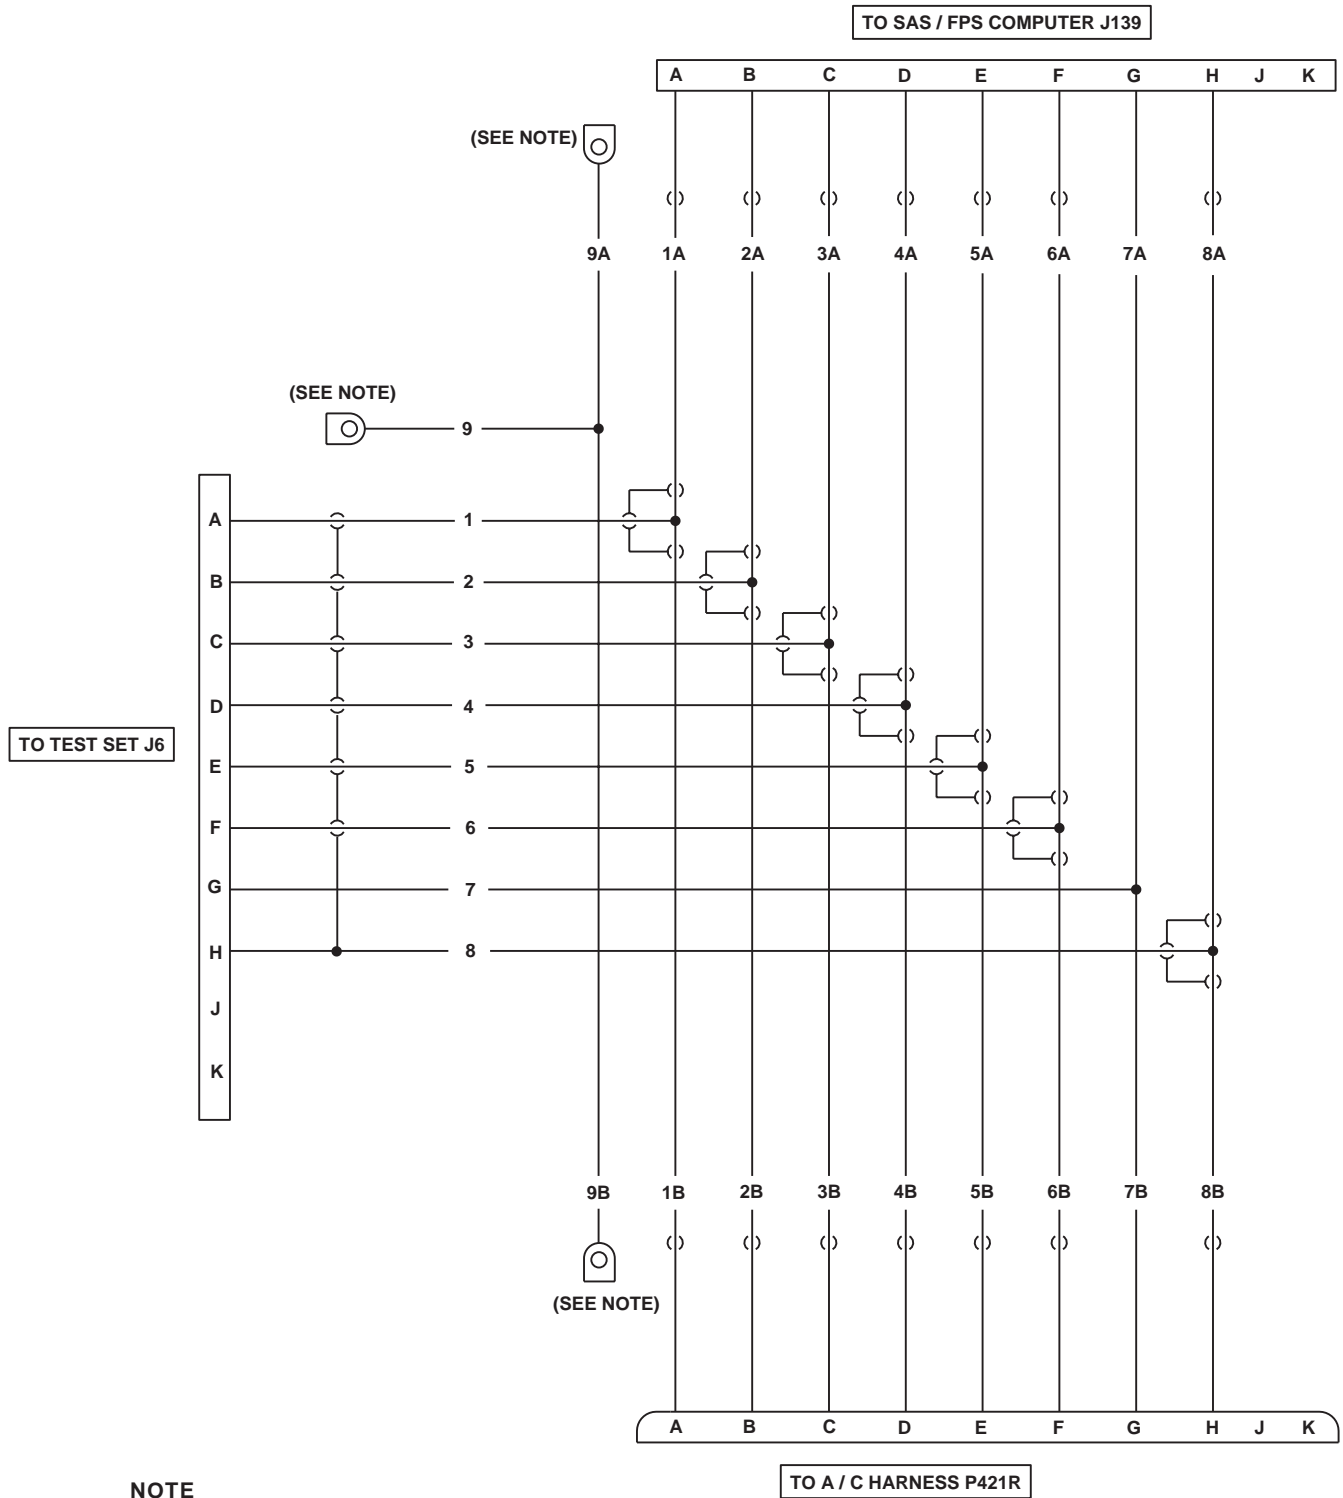 TO SAS / FPS COMPUTER J139
A B C D E F G H J K
(SEE NOTE)
9A 1A 2A 3A 4A 5A 6A 7A 8A
(SEE NOTE)
9
A 1
B 2
C 3
D 4
TO TEST SET J6
E 5
F 6
G 7
H 8
J
K
9B 1B 2B 3B 4B 5B 6B 7B 8B
(SEE NOTE)
A B C D E F G H J K
TO A / C HARNESS P421R
NOTE